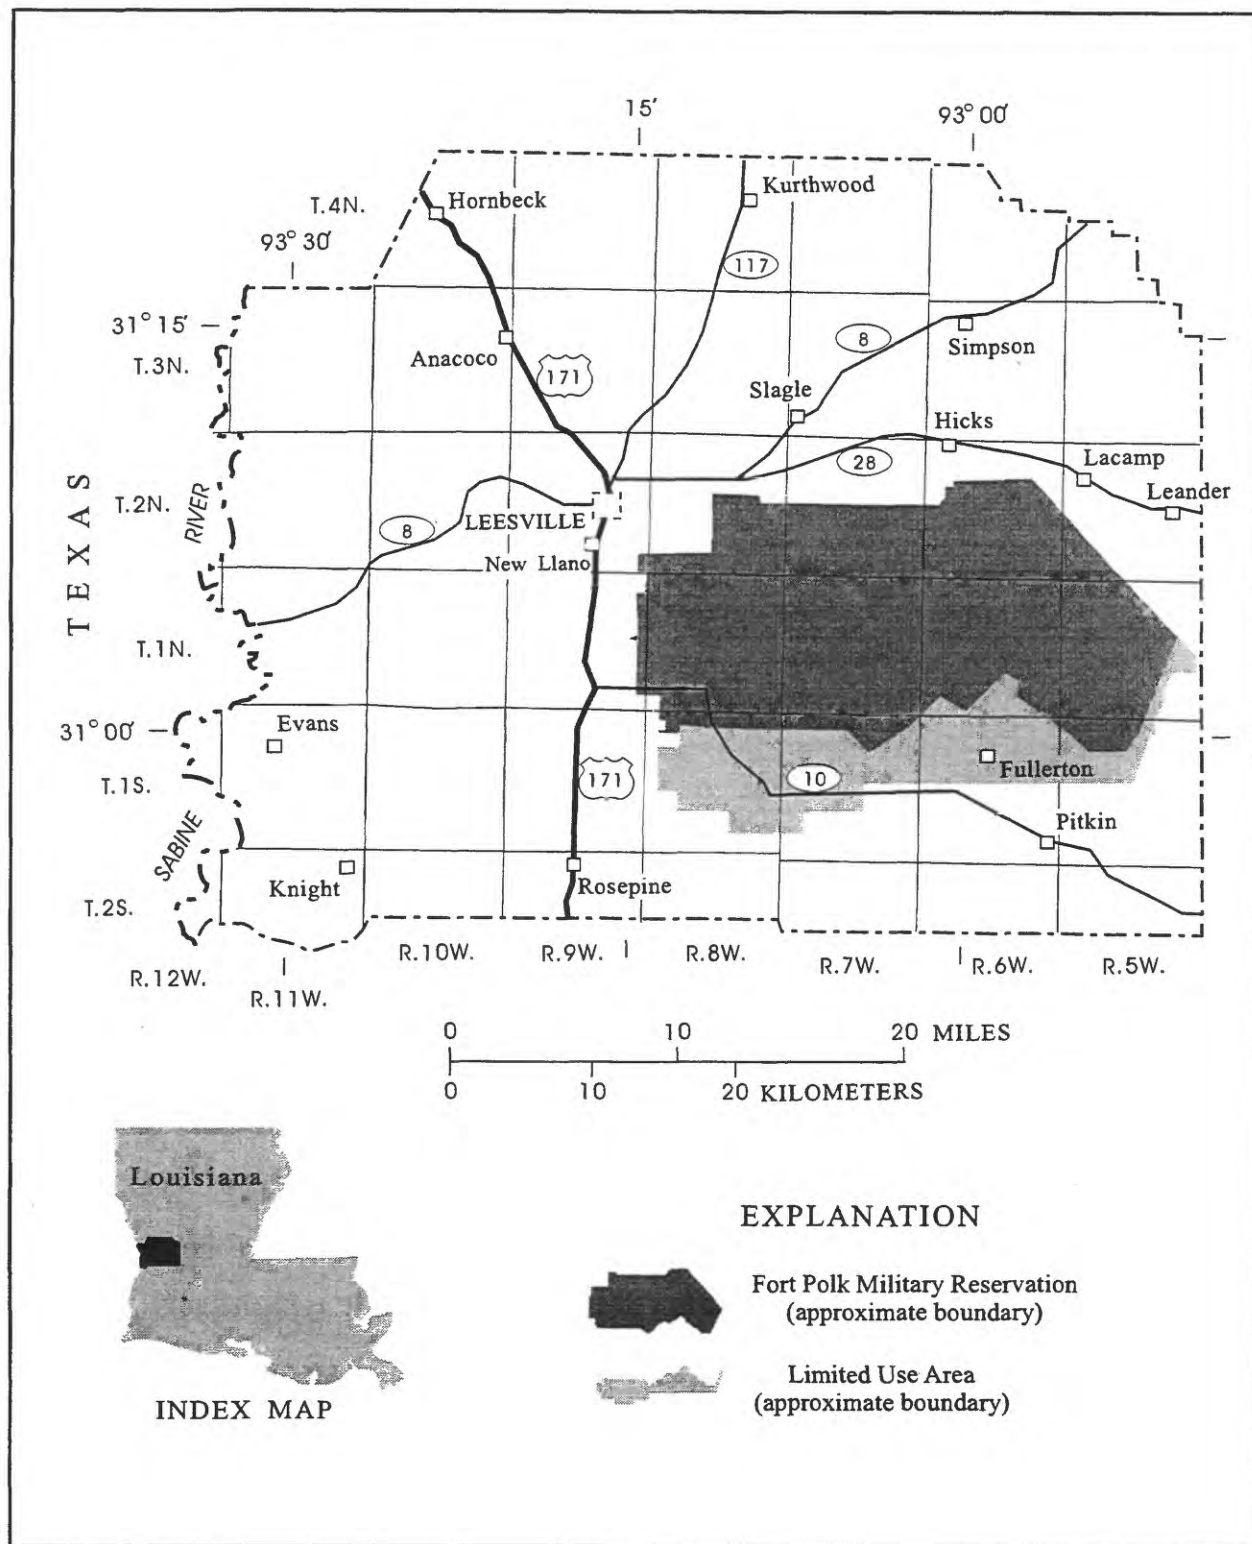 15′
93° 00′
Kurthwood
Hornbeck
T.4N.
93° 30′
117
31° 15′
8
Simpson
T.3N.
Anacoco
171
Slagle
Hicks
28
Lacamp
Leander
TEXAS
T.2N.
RIVER
8
LEESVILLE
New Llano
T.1N.
31° 00′
Evans
Fullerton
T.1S.
171
10
Pitkin
SABINE
Knight
Rosepine
T.2S.
R.12W.
R.11W.
R.10W.
R.9W.
R.8W.
R.7W.
R.6W.
R.5W.
0 10 20 MILES
0 10 20 KILOMETERS
Louisiana
INDEX MAP
EXPLANATION
Fort Polk Military Reservation
(approximate boundary)
Limited Use Area
(approximate boundary)